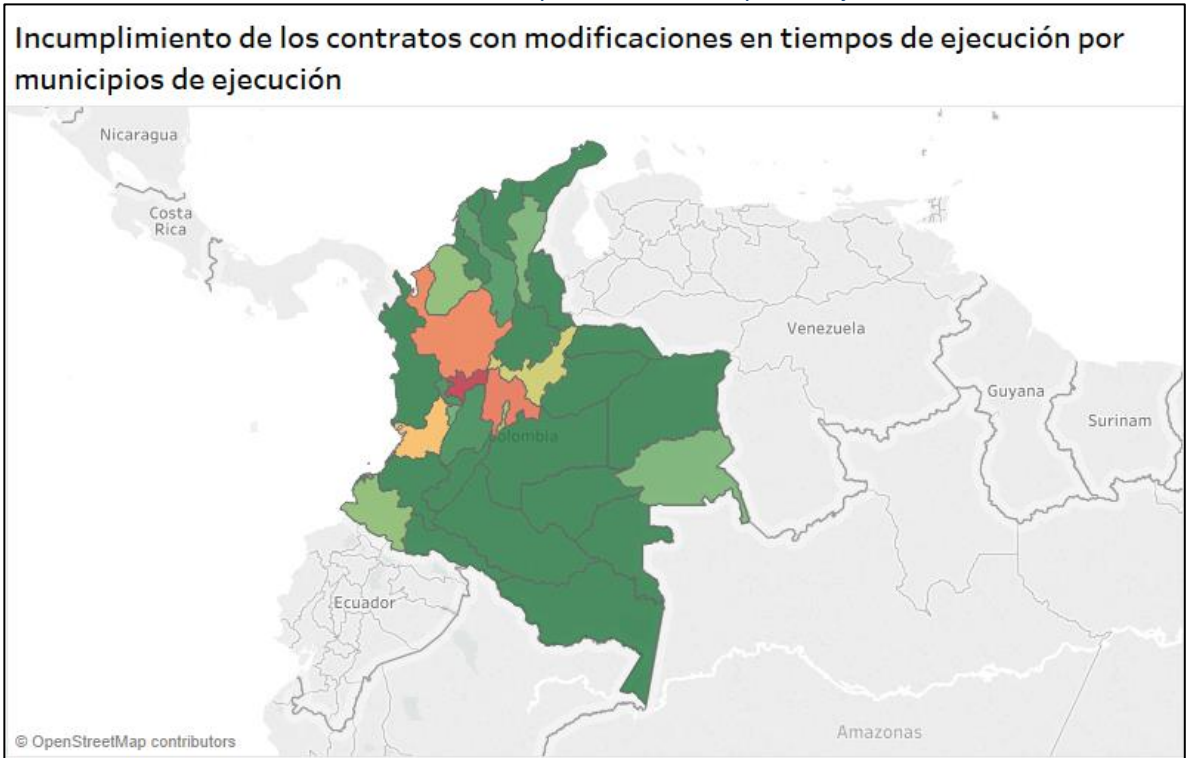 Incumplimiento de los contratos con modificaciones en tiempos de ejecución por
municipios de ejecución
Nicaragua
Costa
Rica
Venezuela
Guyana
Surinam
Colombia
Ecuador
Amazonas
© OpenStreetMap contributors